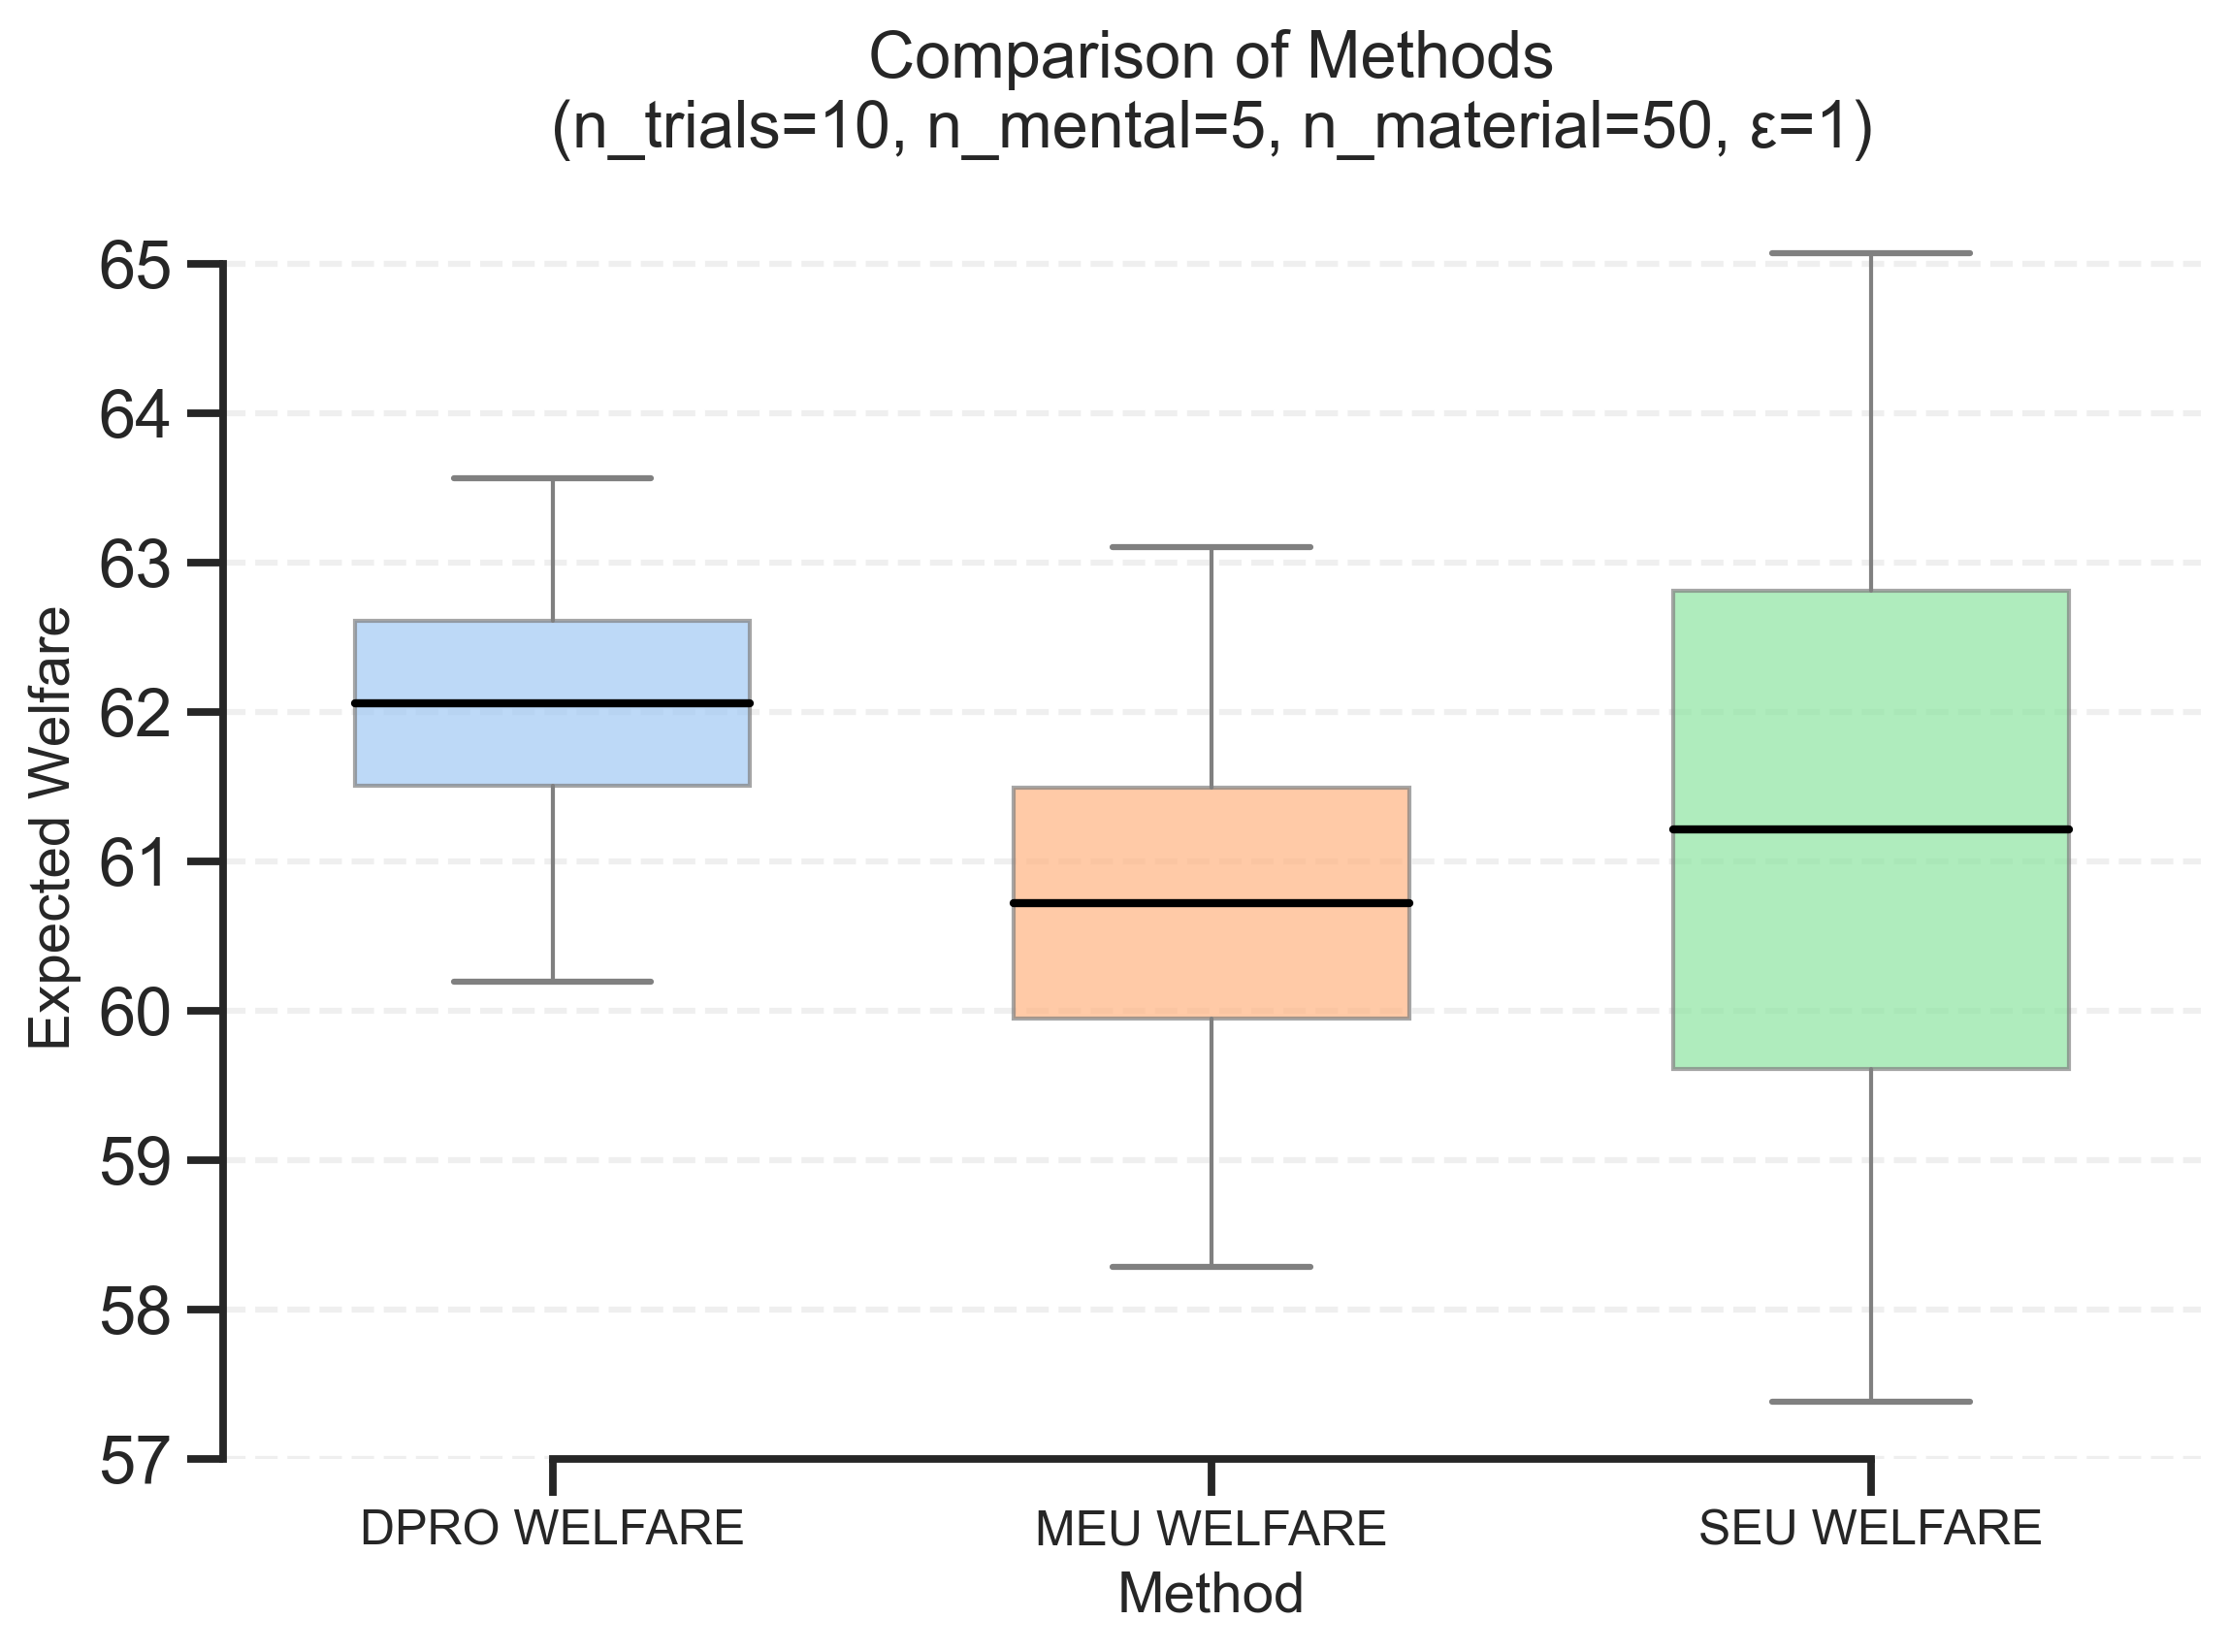 Comparison of Methods
(n_trials=10, n_mental=5, n_material=50, ε=1)
Expected Welfare
65
64
63
62
61
60
59
58
57
DPRO WELFARE
MEU WELFARE
SEU WELFARE
Method